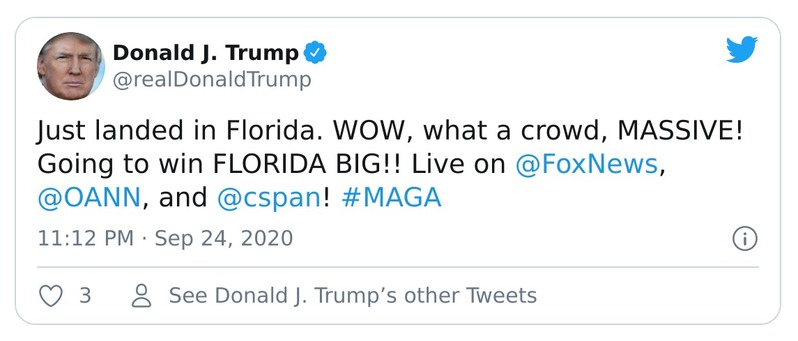 Donald J. Trump
@realDonaldTrump
Just landed in Florida. WOW, what a crowd, MASSIVE!
Going to win FLORIDA BIG!! Live on @FoxNews,
@OANN, and @cspan! #MAGA
11:12 PM · Sep 24, 2020
3 See Donald J. Trump’s other Tweets